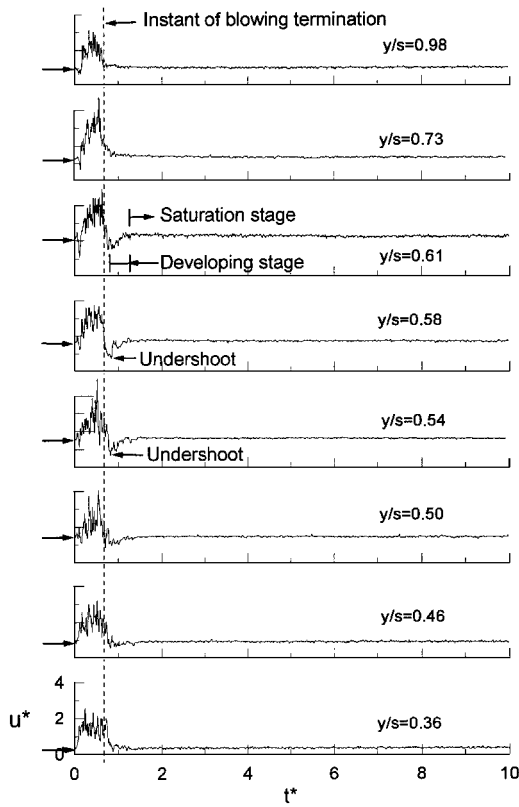 Instant of blowing termination
y/s=0.98
y/s=0.73
Saturation stage
Developing stage
y/s=0.61
y/s=0.58
Undershoot
y/s=0.54
Undershoot
y/s=0.50
y/s=0.46
4
y/s=0.36
u*
2
0
0 2 4 6 8 10
t*